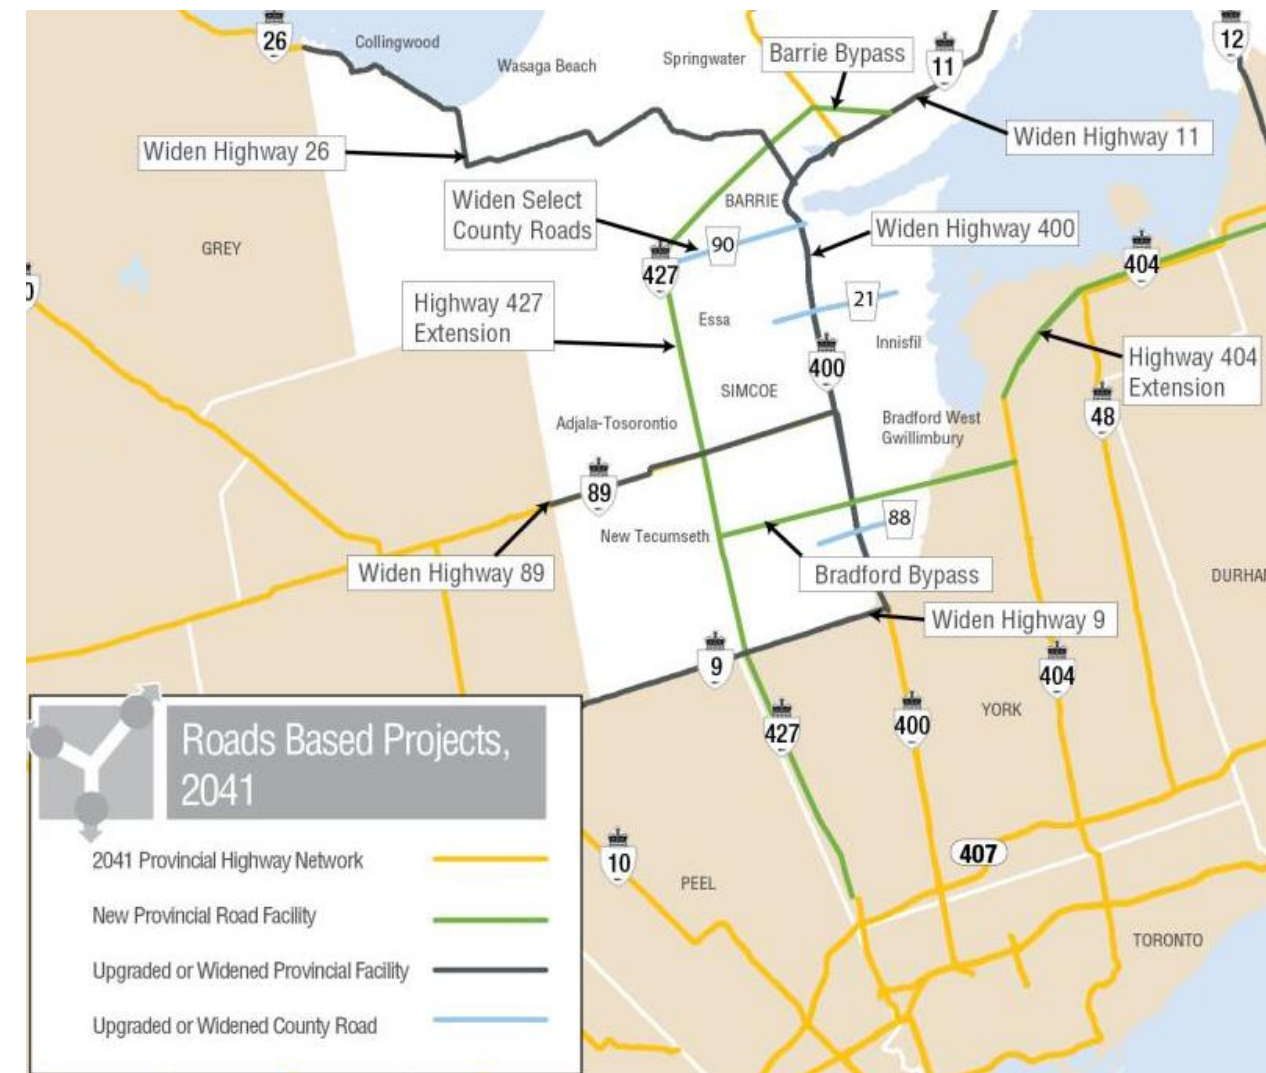 26
Collingwood
Wasaga Beach
Springwater
Barrie Bypass
11
12
Widen Highway 26
Widen Highway 11
Widen Select
County Roads
BARRIE
90
Widen Highway 400
GREY
427
404
Highway 427
Extension
21
Essa
Innisfil
Highway 404
Extension
400
SIMCOE
48
Adjala-Tosorontio
Bradford West
Gwillimbury
89
88
New Tecumseth
Widen Highway 89
Bradford Bypass
DURHA
Widen Highway 9
9
404
YORK
427
400
Roads Based Projects,
2041
10
407
PEEL
TORONTO
2041 Provincial Highway Network
New Provincial Road Facility
Upgraded or Widened Provincial Facility
Upgraded or Widened County Road